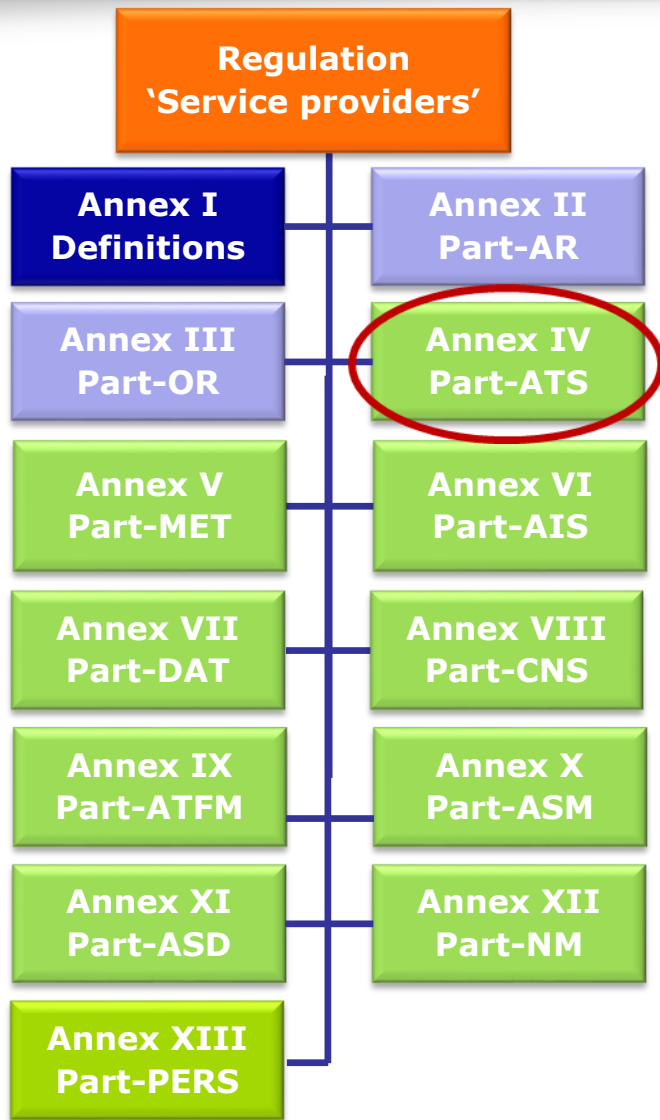 Regulation
‘Service providers’
Annex I
Definitions
Annex II
Part-AR
Annex III
Part-OR
Annex IV
Part-ATS
Annex V
Part-MET
Annex VI
Part-AIS
Annex VII
Part-DAT
Annex VIII
Part-CNS
Annex IX
Part-ATFM
Annex X
Part-ASM
Annex XI
Part-ASD
Annex XII
Part-NM
Annex XIII
Part-PERS